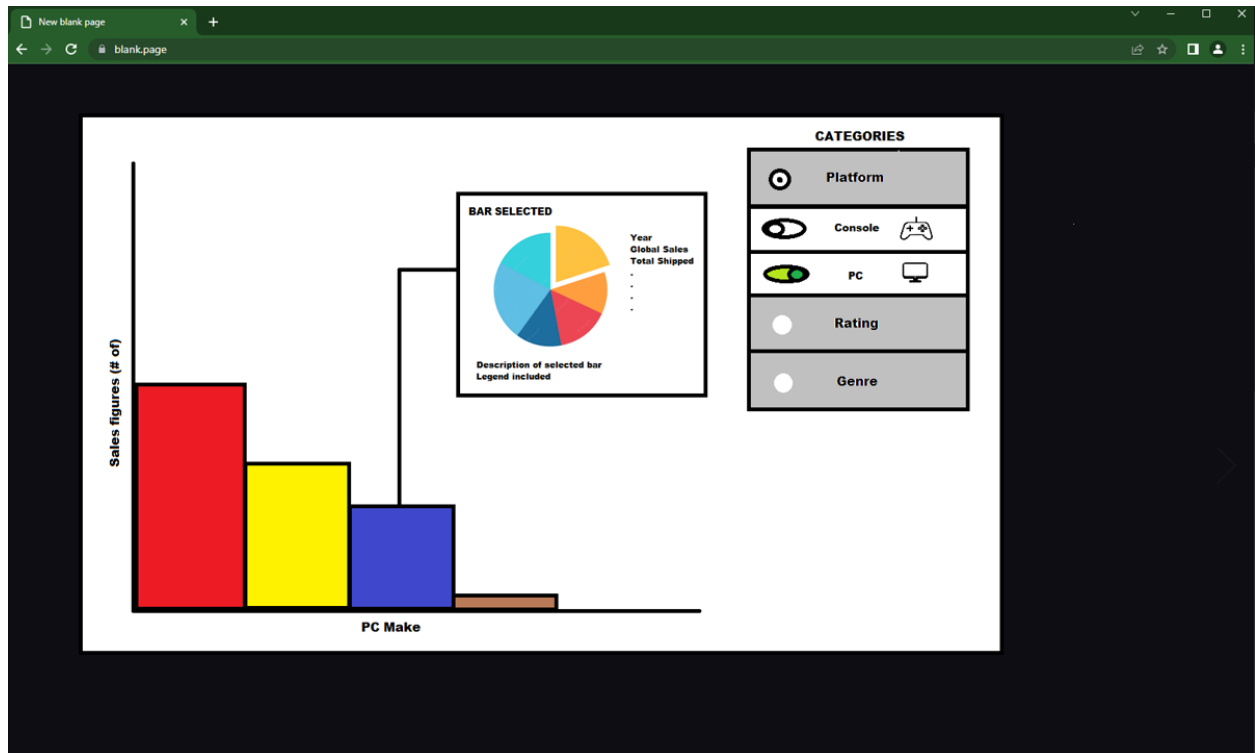 New blank page
blank.page
CATEGORIES
Platform
Console
PC
Rating
Genre
BAR SELECTED
Year
Global Sales
Total Shipped
.
.
.
.
Description of selected bar
Legend included
Sales figures (# of)
PC Make